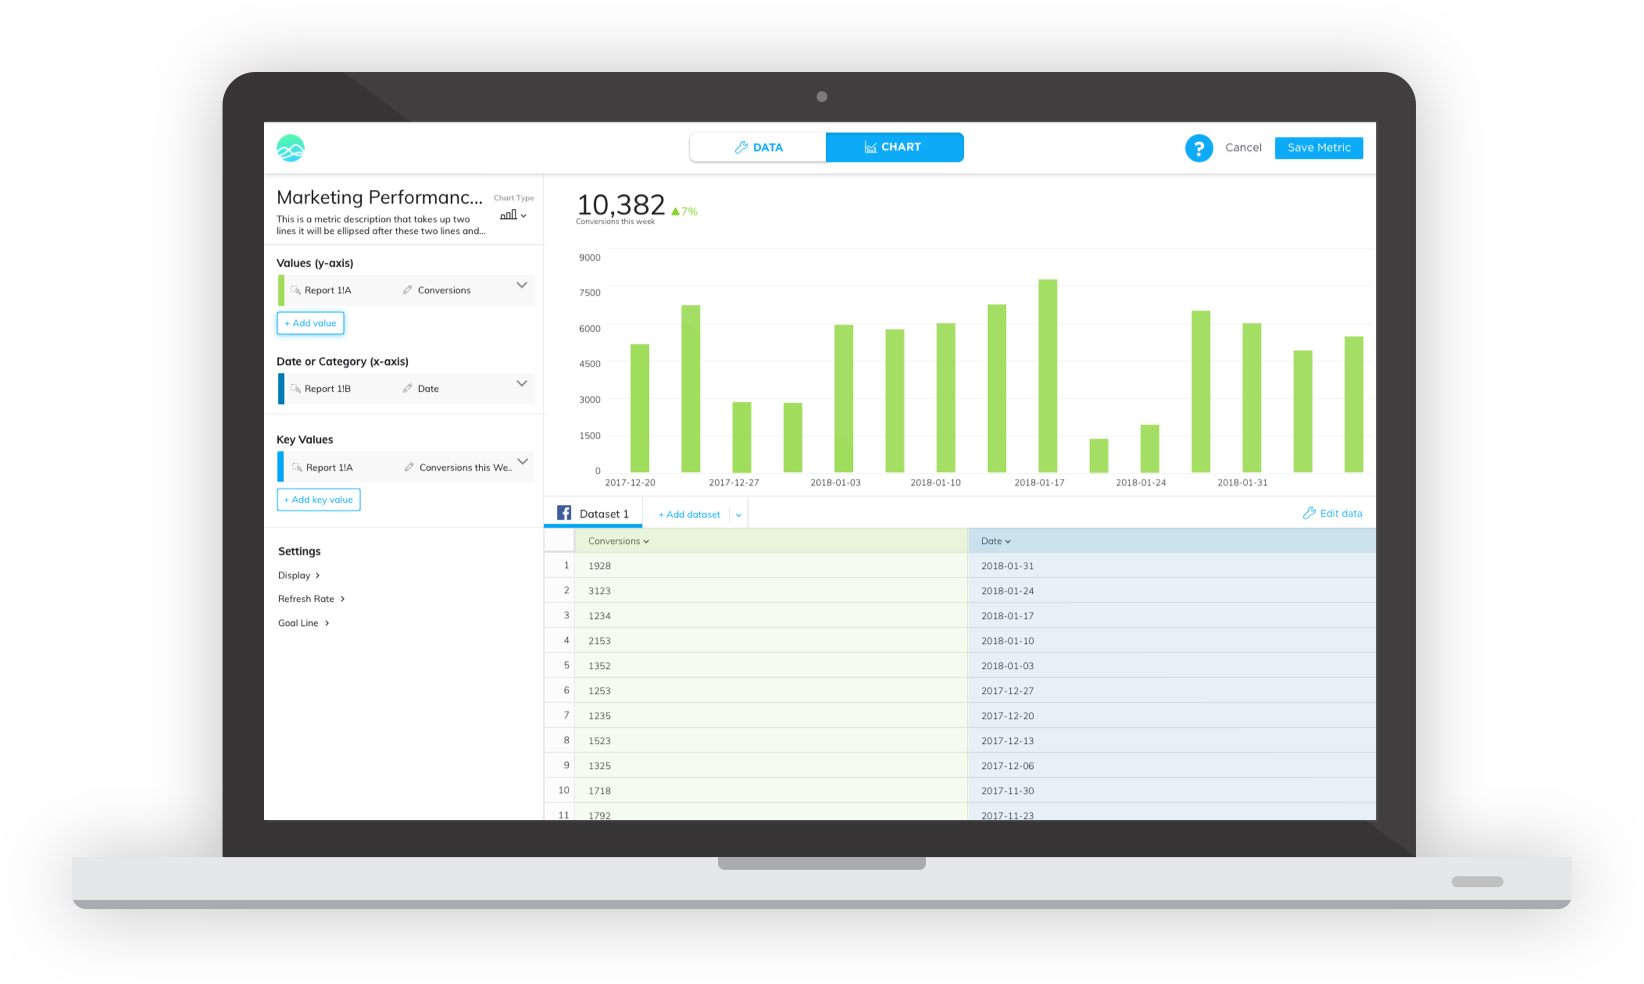 DATA
CHART
?
Cancel
Save Metric
Marketing Performanc...
Chart Type
This is a metric description that takes up two
lines it will be ellipsed after these two lines and...
Values (y-axis)
Report 1!A
Conversions
+ Add value
Date or Category (x-axis)
Report 1!B
Date
Key Values
Report 1!A
Conversions this We..
+ Add key value
Settings
Display >
Refresh Rate >
Goal Line >
10,382 ▲7%
Conversions this week
9000
7500
6000
4500
3000
1500
0
2017-12-20 2017-12-27 2018-01-03 2018-01-10 2018-01-17 2018-01-24 2018-01-31
f Dataset 1
+ Add dataset
Edit data
Conversions Date
1 1928 2018-01-31
2 3123 2018-01-24
3 1234 2018-01-17
4 2153 2018-01-10
5 1352 2018-01-03
6 1253 2017-12-27
7 1235 2017-12-20
8 1523 2017-12-13
9 1325 2017-12-06
10 1718 2017-11-30
11 1792 2017-11-23